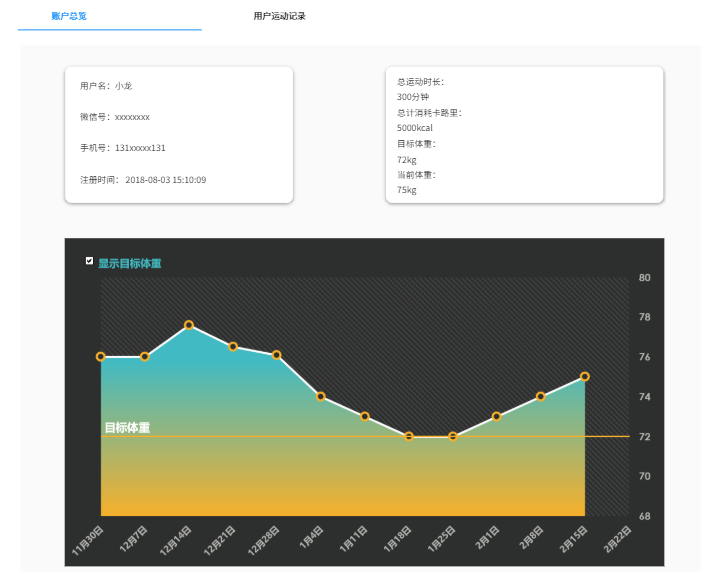 账户总览
用户运动记录
用户名：小龙
微信号：xxxxxxxx
手机号：131xxxxx131
注册时间： 2018-08-03 15:10:09
总运动时长：
300分钟
总计消耗卡路里：
5000kcal
目标体重：
72kg
当前体重：
75kg
显示目标体重
80
78
76
74
72
70
68
目标体重
11月30日
12月7日
12月14日
12月21日
12月28日
1月4日
1月11日
1月18日
1月25日
2月1日
2月8日
2月15日
2月22日